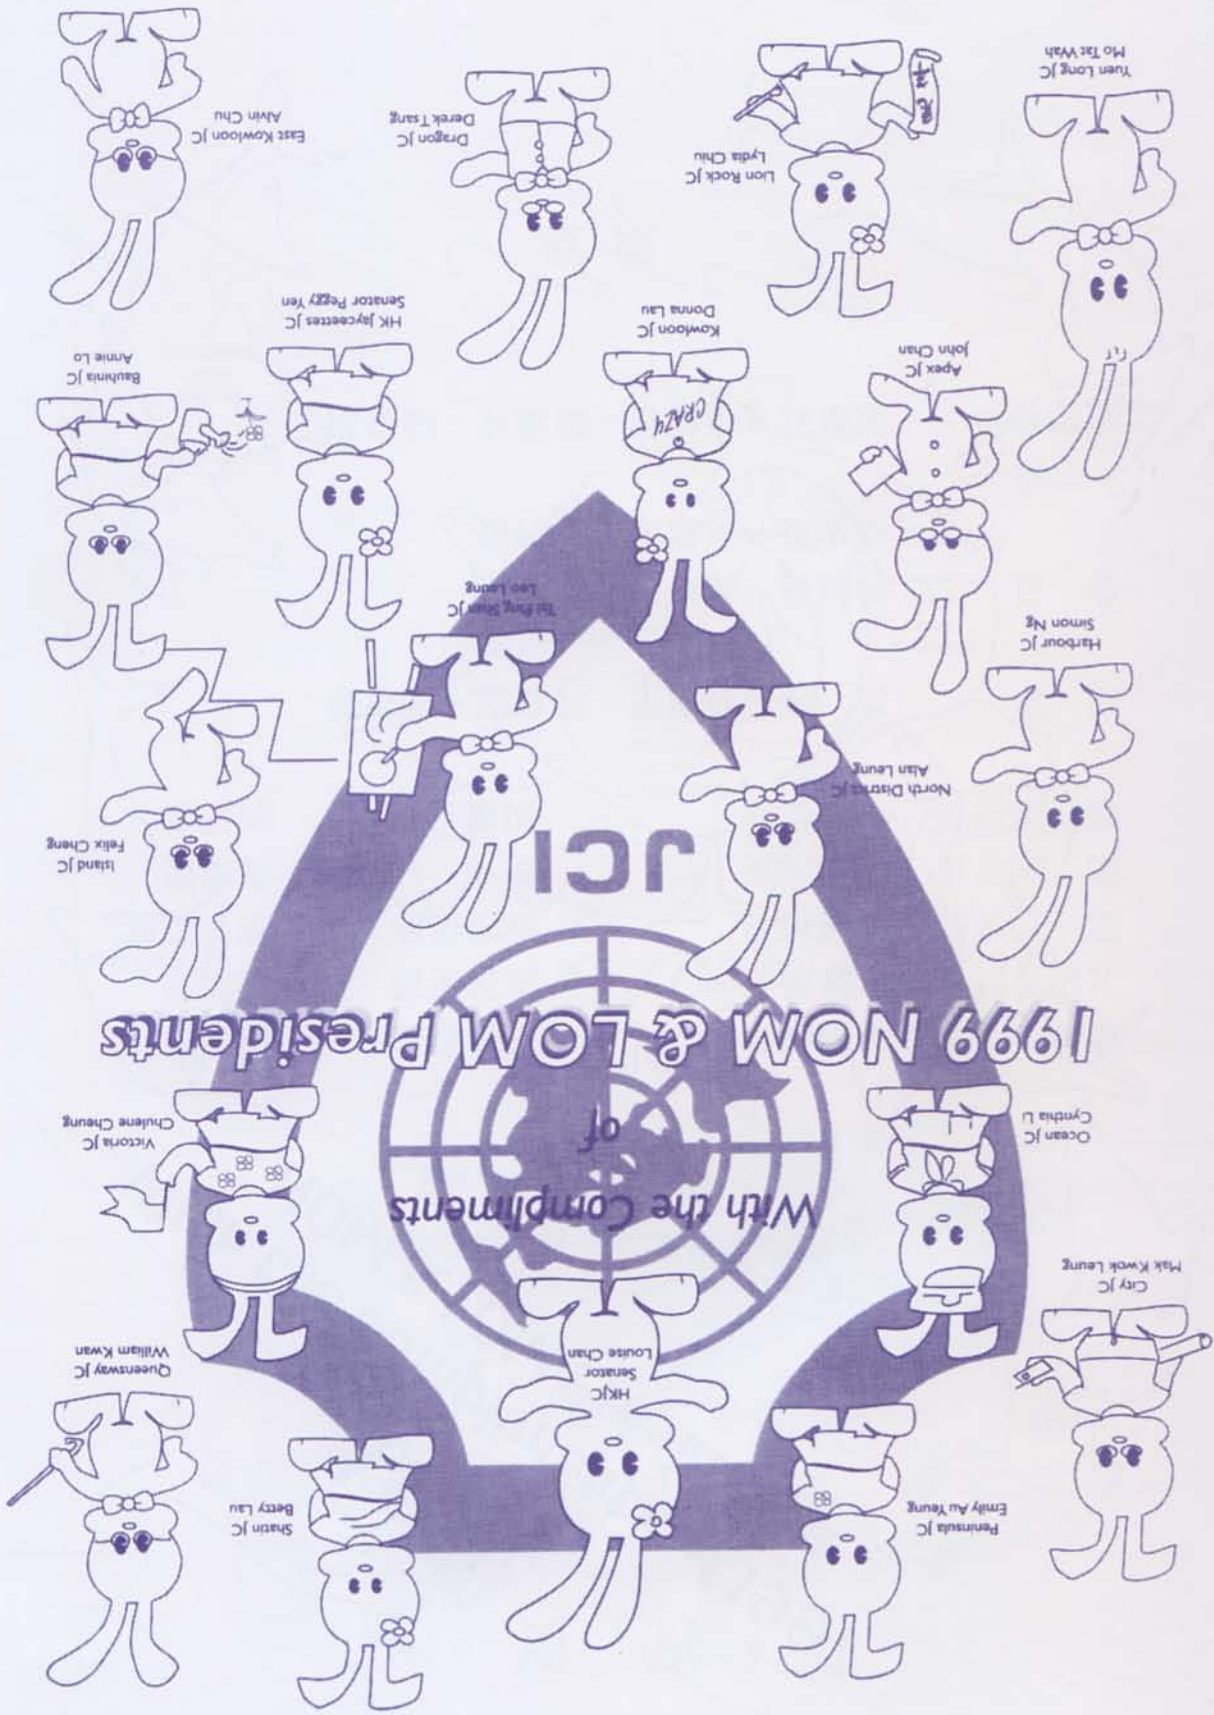 Peninsula JC
Emily Au Yeung
Shatin JC
Betty Lau
HKJC
Senator
Louise Chan
Queensway JC
William Kwan
City JC
Mak Kwok Leung
With the Compliments
of
Ocean JC
Cynthia Li
Victoria JC
Chulene Cheung
1999 NOM & LOM Presidents
JCI
Island JC
Felix Cheng
North District JC
Alan Leung
Harbour JC
Simon Ng
Tai Ping Shan JC
Leo Leung
Apex JC
John Chan
CRAZY
Kowloon JC
Donna Lau
HK Jayceettes JC
Senator Peggy Yen
Bauhinia JC
Annie Lo
Lion Rock JC
Lydia Chiu
Dragon JC
Derek Tsang
East Kowloon JC
Alvin Chu
Yuen Long JC
Mo Tat Wah